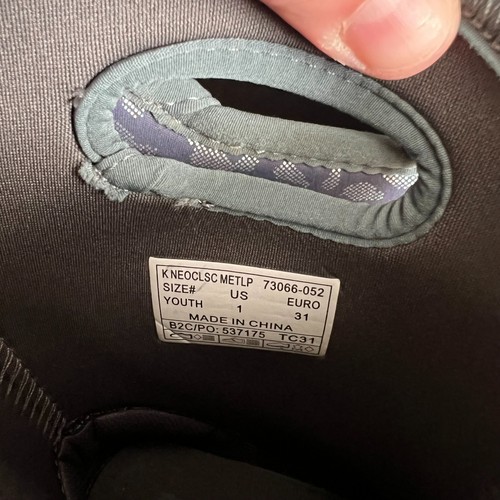 K NEOCLSC METLP 73066-052
SIZE# US EURO
YOUTH 1 31
MADE IN CHINA
B2C/PO: 537175 TC31